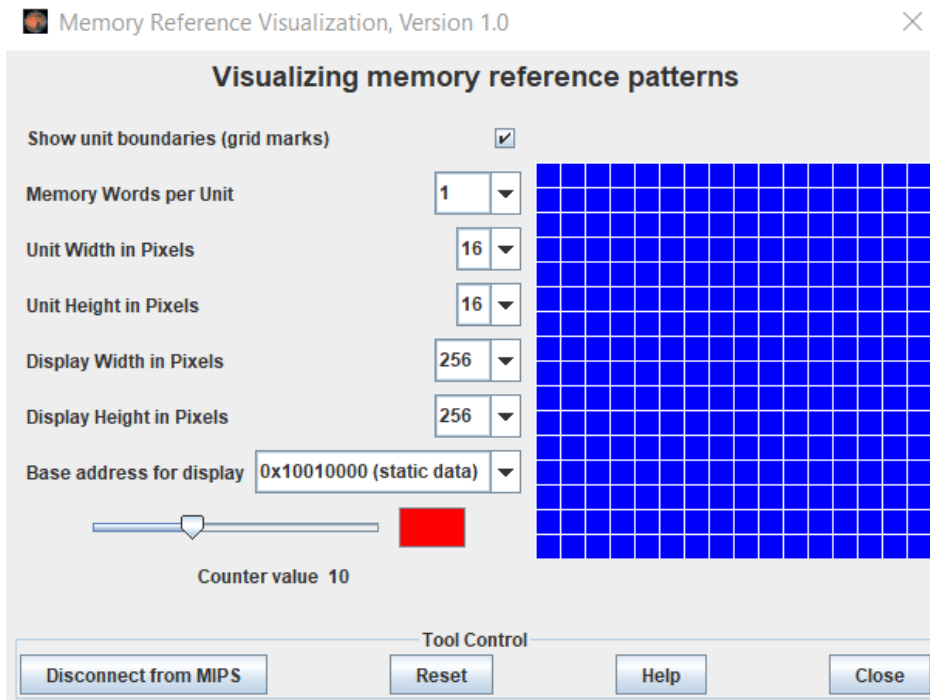 Memory Reference Visualization, Version 1.0
Visualizing memory reference patterns
Show unit boundaries (grid marks)
Memory Words per Unit 1
Unit Width in Pixels 16
Unit Height in Pixels 16
Display Width in Pixels 256
Display Height in Pixels 256
Base address for display 0x10010000 (static data)
Counter value 10
Tool Control
Disconnect from MIPS Reset Help Close